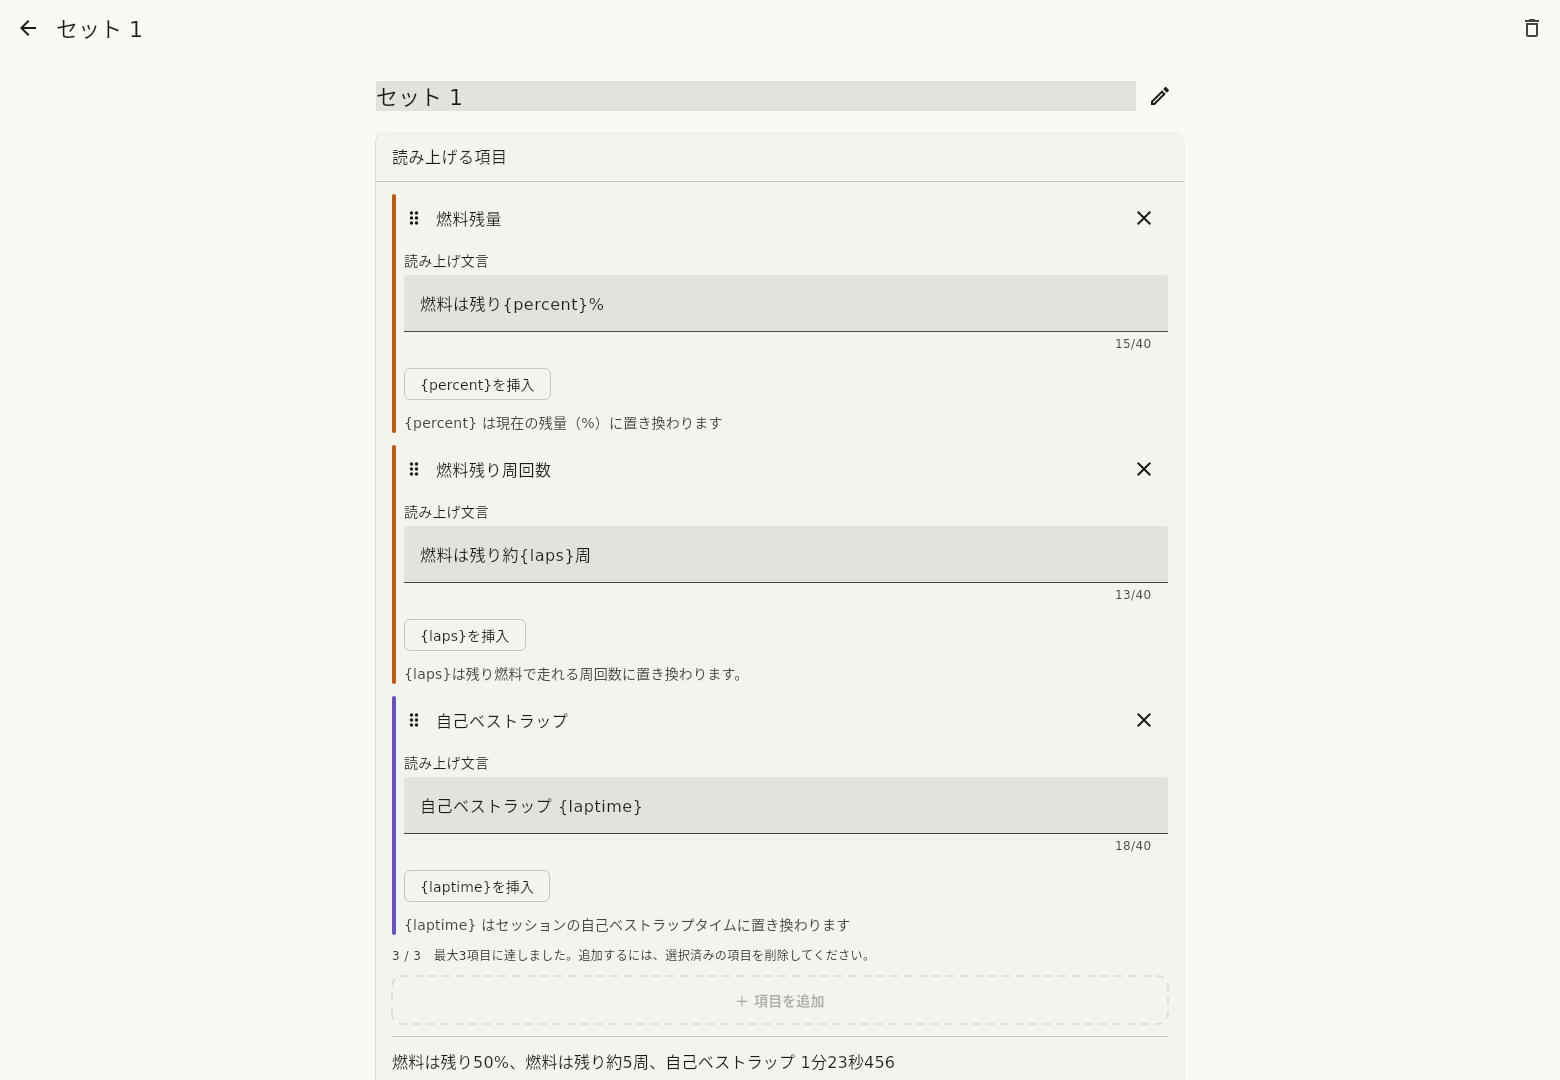 セット 1
セット 1
読み上げる項目
燃料残量
読み上げ文言
燃料は残り{percent}%
15/40
{percent}を挿入
{percent} は現在の残量（%）に置き換わります
燃料残り周回数
読み上げ文言
燃料は残り約{laps}周
13/40
{laps}を挿入
{laps}は残り燃料で走れる周回数に置き換わります。
自己ベストラップ
読み上げ文言
自己ベストラップ {laptime}
18/40
{laptime}を挿入
{laptime} はセッションの自己ベストラップタイムに置き換わります
3 / 3　最大3項目に達しました。追加するには、選択済みの項目を削除してください。
+ 項目を追加
燃料は残り50%、燃料は残り約5周、自己ベストラップ 1分23秒456